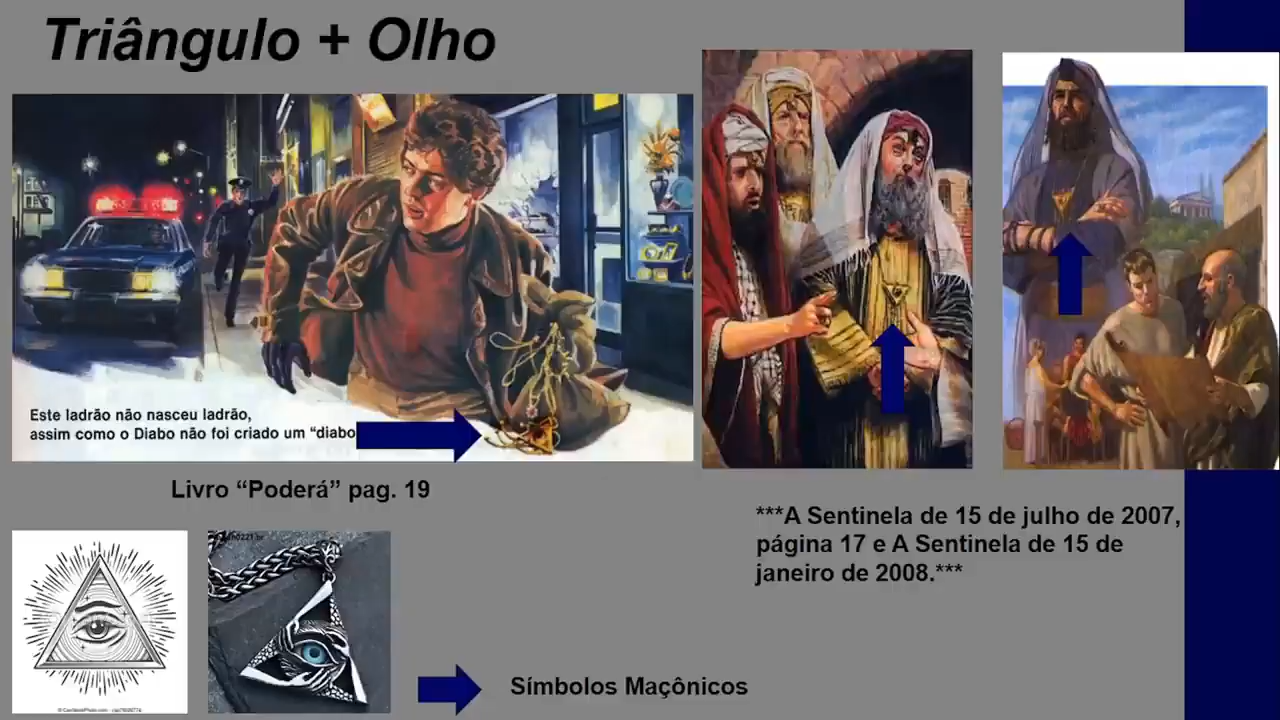 Triângulo + Olho
Este ladrão não nasceu ladrão,
assim como o Diabo não foi criado um “diabo
Livro “Poderá” pag. 19
***A Sentinela de 15 de julho de 2007,
página 17 e A Sentinela de 15 de
janeiro de 2008.***
Símbolos Maçônicos